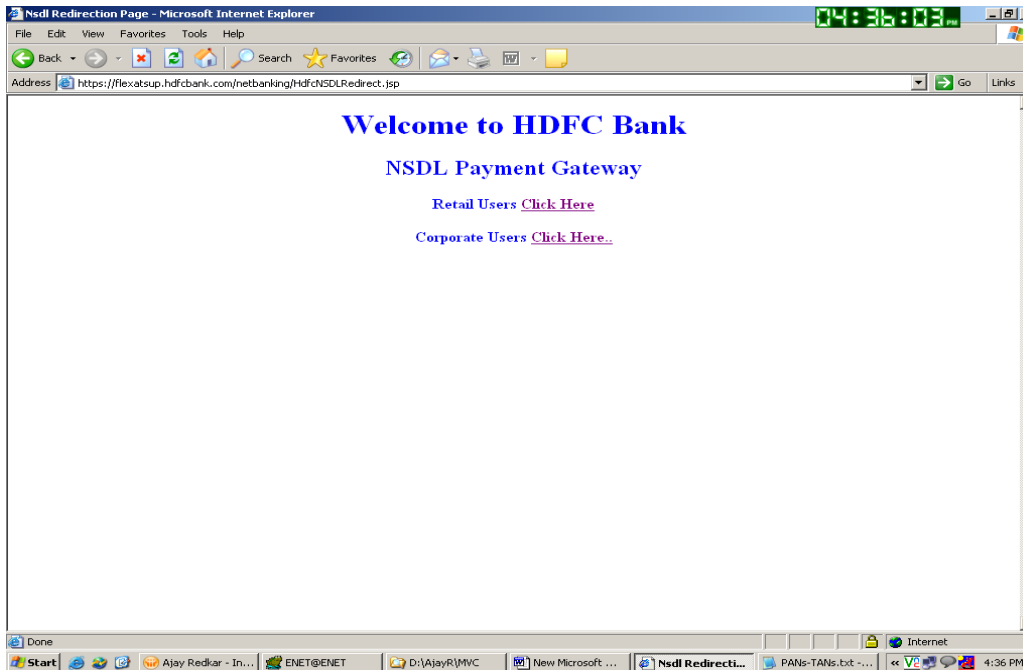 Nsdl Redirection Page - Microsoft Internet Explorer
04:36:03 PM
File Edit View Favorites Tools Help
Back Search Favorites
Address https://flexatsup.hdfcbank.com/netbanking/HdfcNSDLRedirect.jsp Go Links
Welcome to HDFC Bank
NSDL Payment Gateway
Retail Users Click Here
Corporate Users Click Here..
Done Internet
Start Ajay Redkar - In... ENET@ENET D:\AjayR\MVC New Microsoft ... Nsdl Redirecti... PANs-TANs.txt -... « 4:36 PM